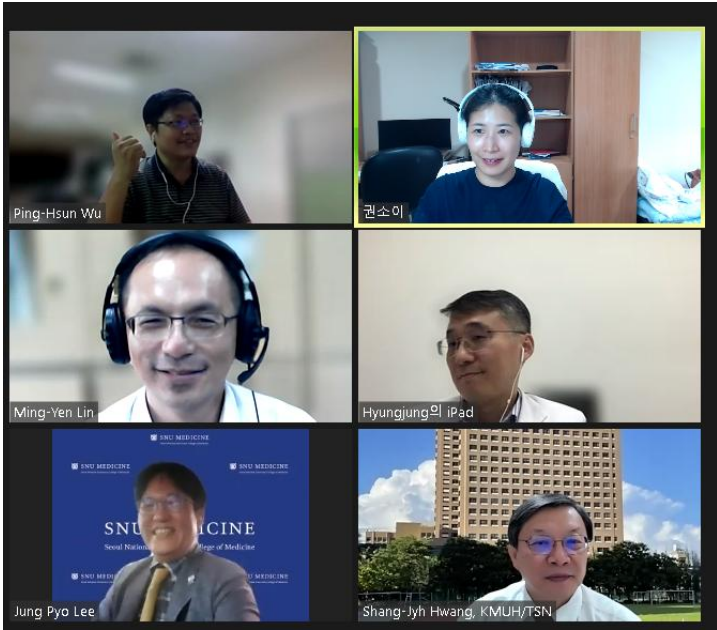 Ping-Hsun Wu
권소이
Ming-Yen Lin
Hyungjung의 iPad
SNU MEDICINE
SNU MEDICINE
SNU MEDICINE
SNU MEDICINE
Seoul National College of Medicine
SNU
SNU MEDICINE
Jung Pyo Lee
Shang-Jyh Hwang, KMUH/TSN